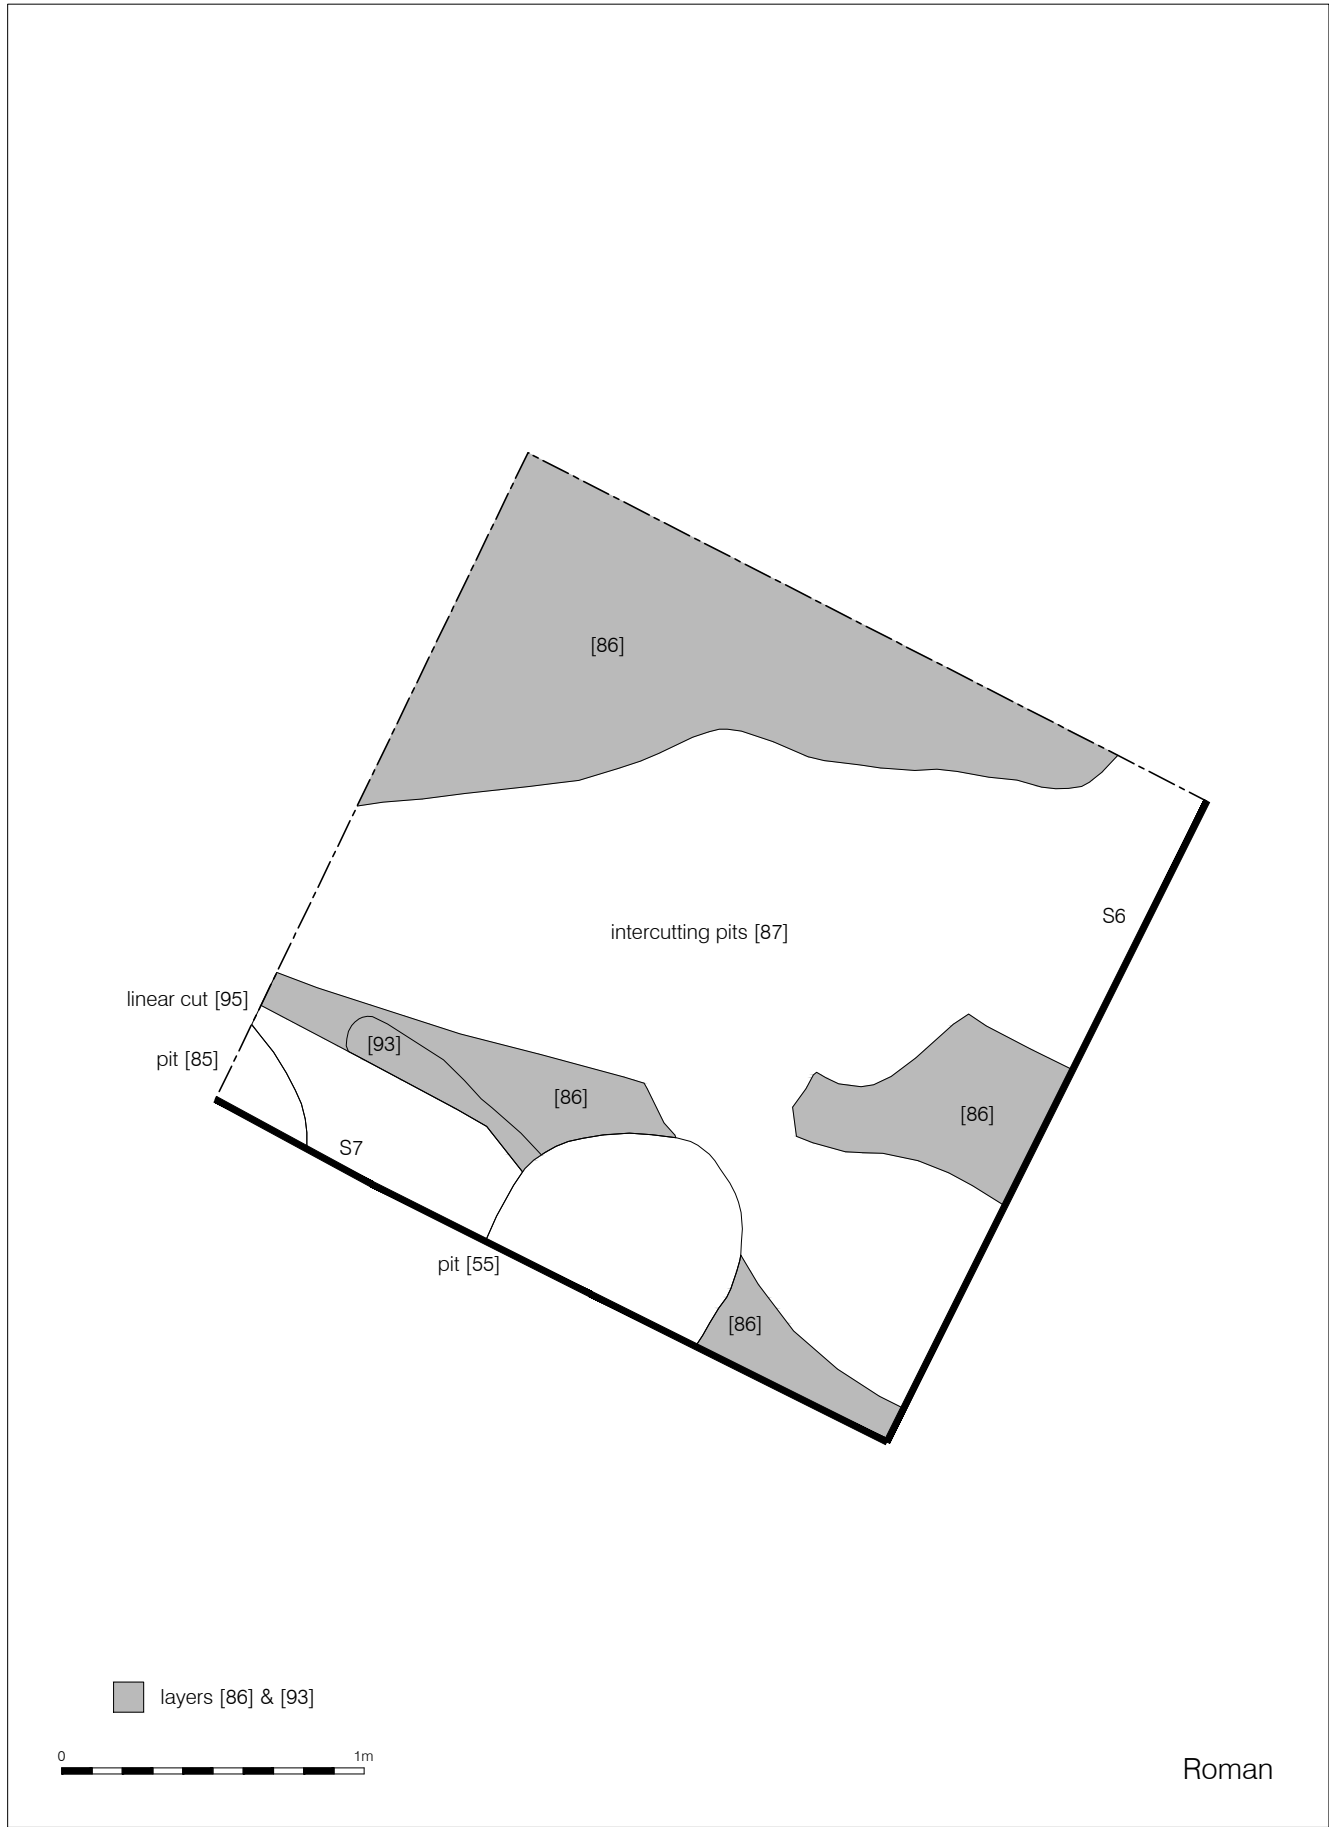 [86]
S6
intercutting pits [87]
linear cut [95]
[93]
pit [85]
[86]
[86]
S7
pit [55]
[86]
layers [86] & [93]
0 1m
Roman